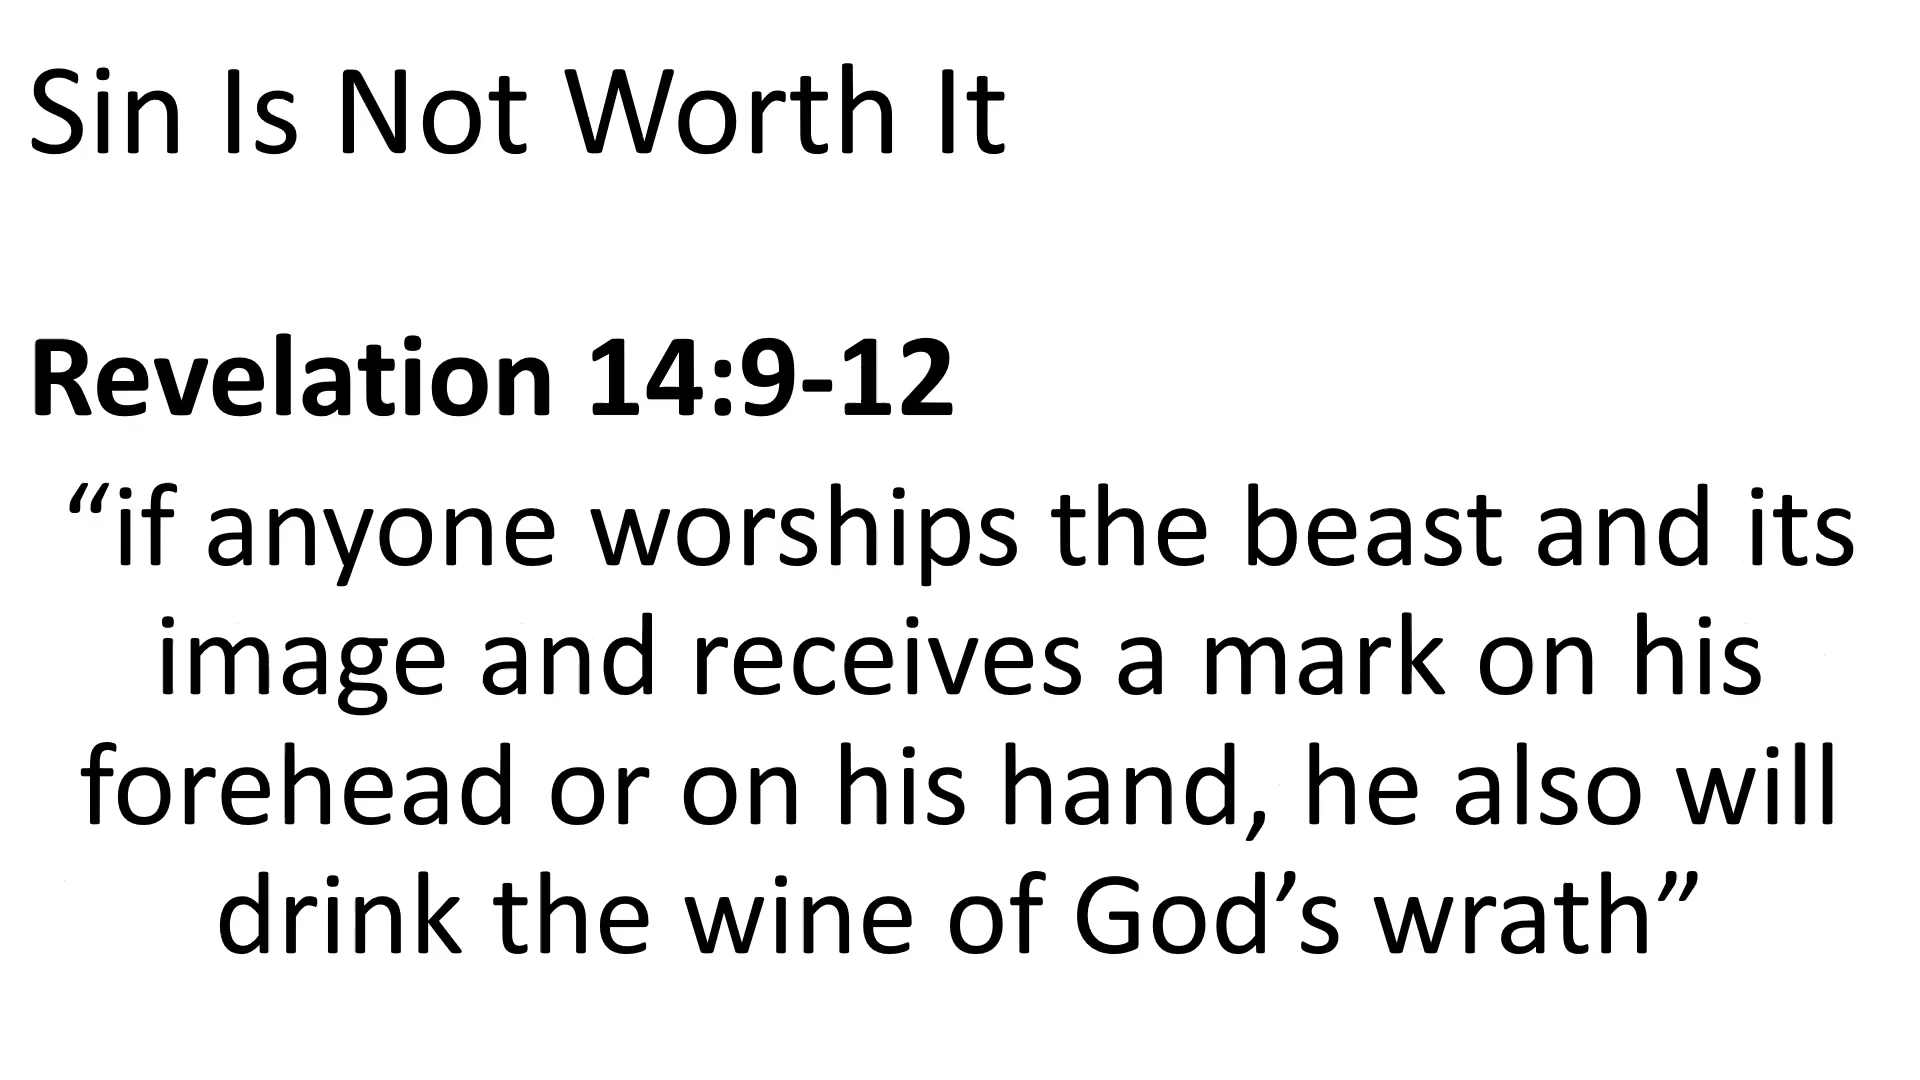 Sin Is Not Worth It
Revelation 14:9-12
“if anyone worships the beast and its
image and receives a mark on his
forehead or on his hand, he also will
drink the wine of God’s wrath”